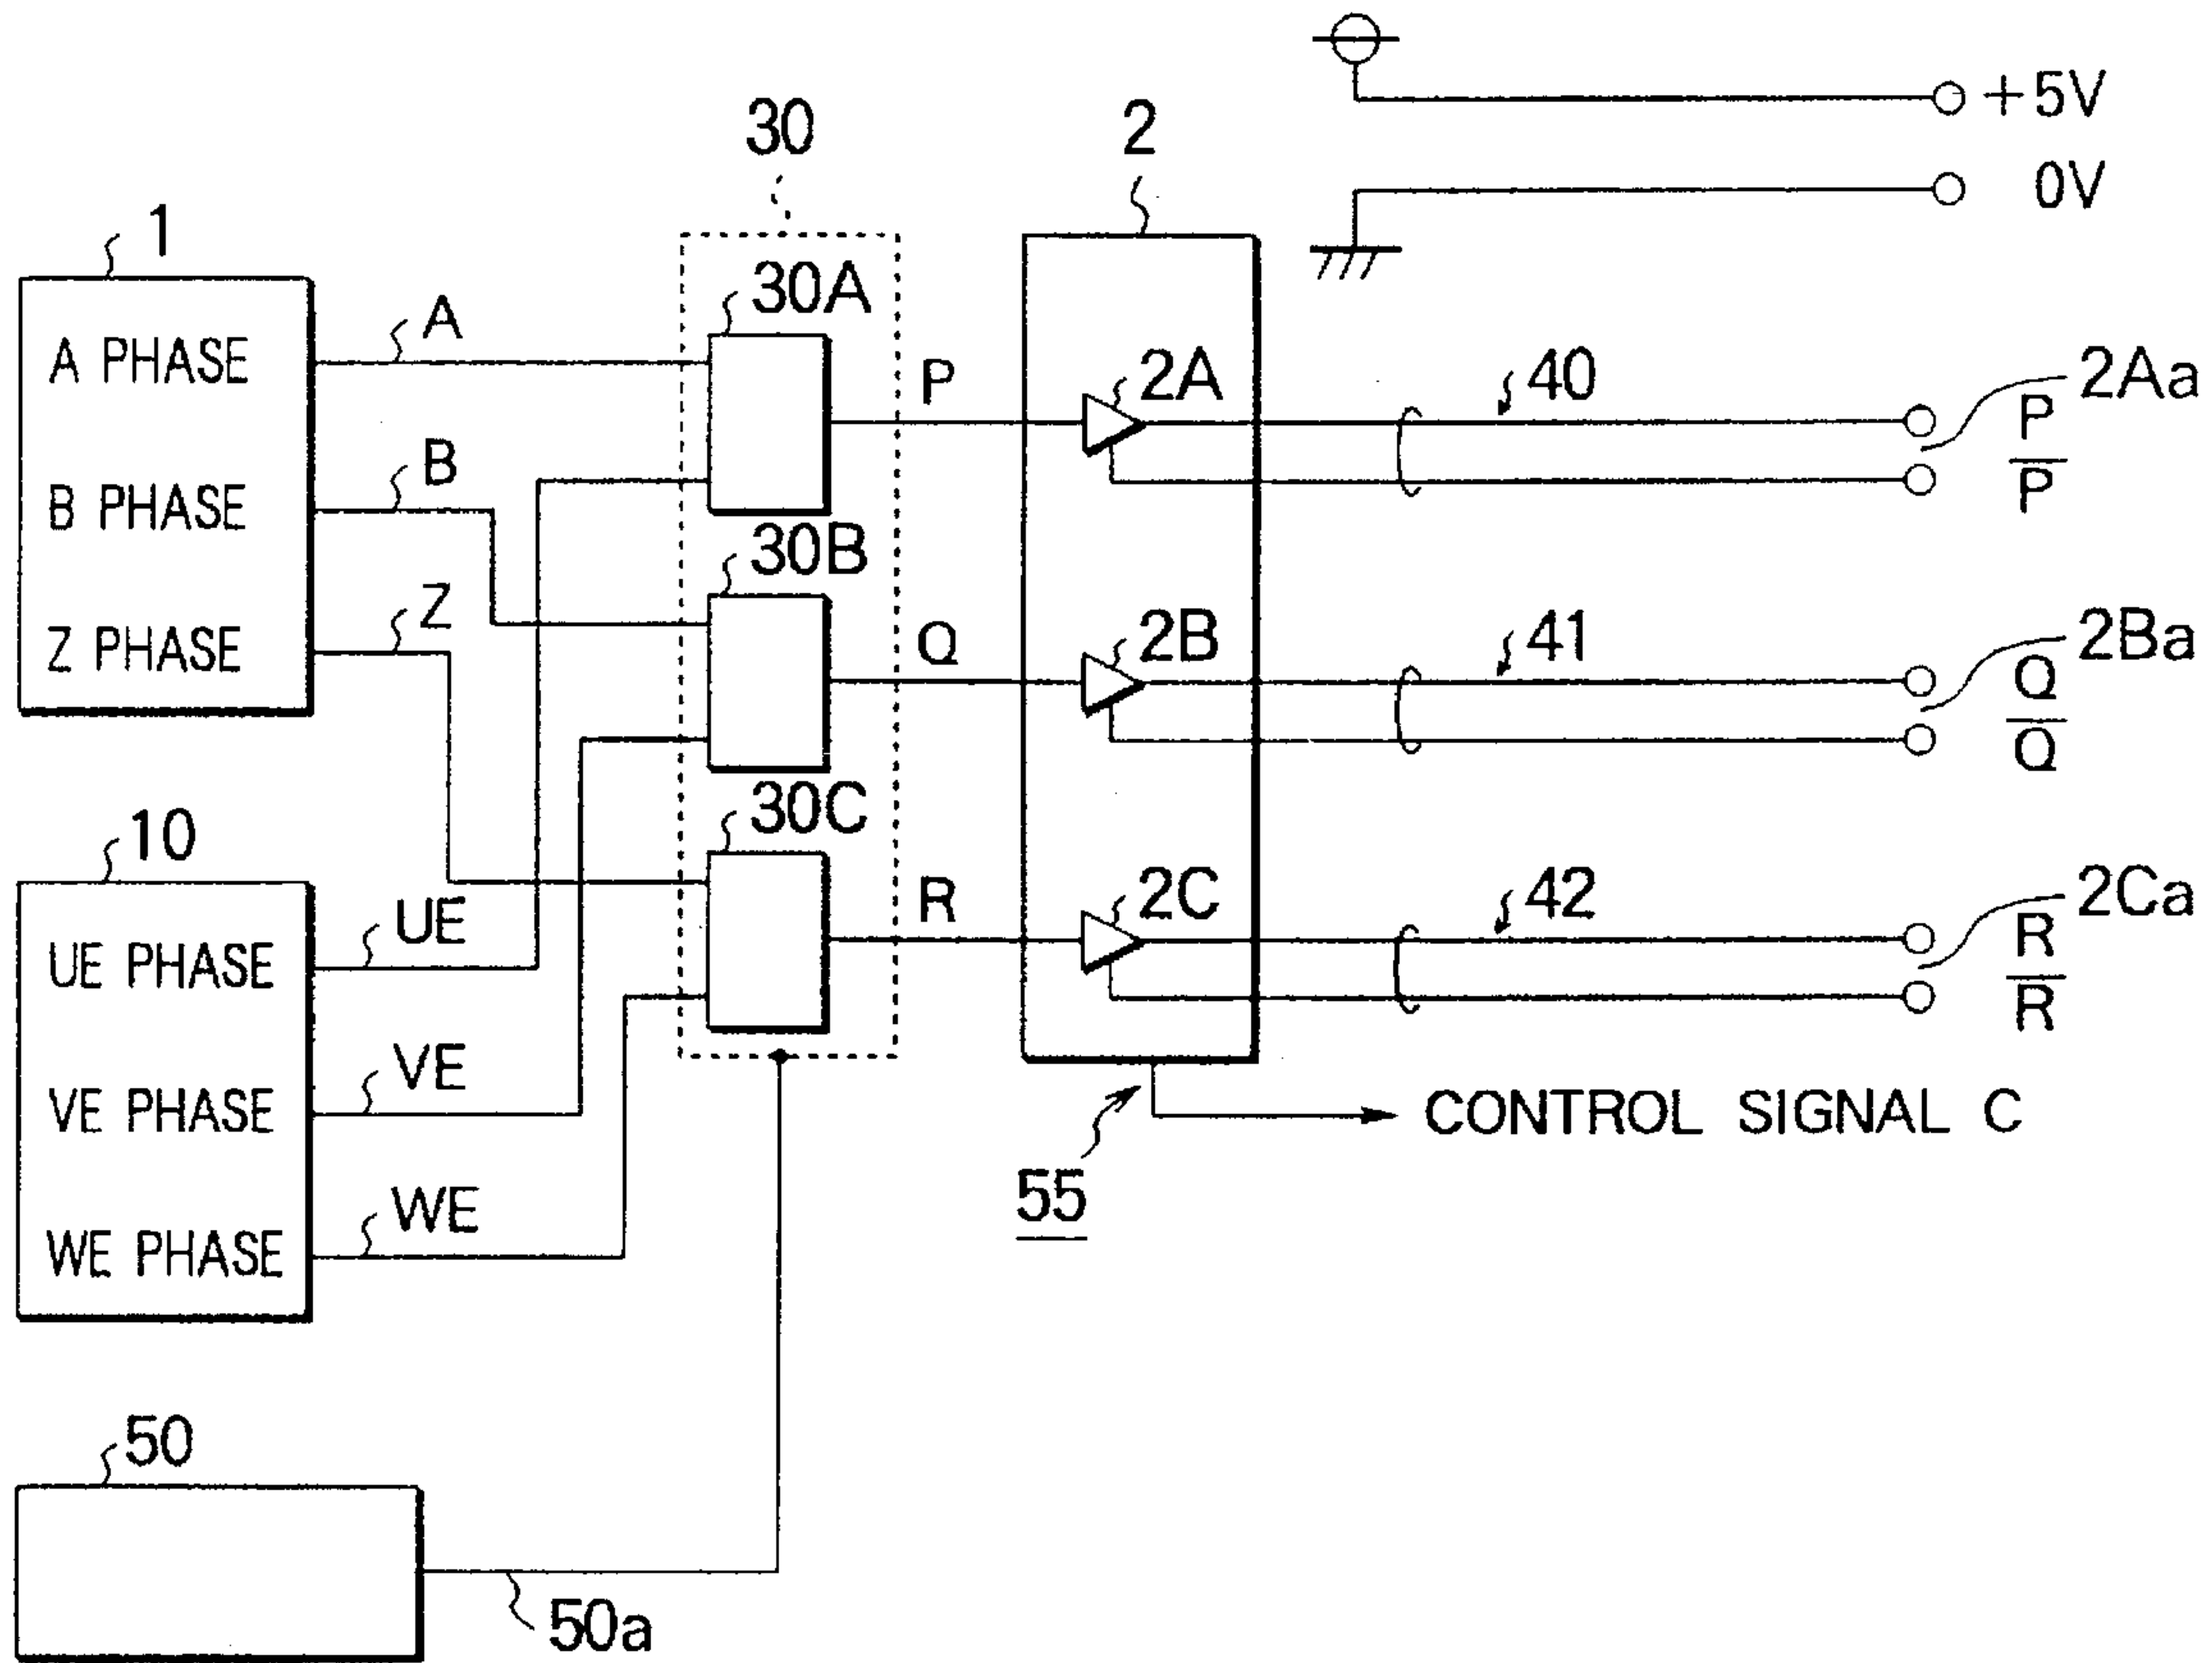 +5V
0V
30
2
1
30A
A PHASE
A
P
2A
40
2Aa
P
P
B PHASE
B
30B
Z PHASE
Z
Q
2B
41
2Ba
Q
Q
10
30C
UE PHASE
UE
R
2C
42
2Ca
R
R
VE PHASE
VE
CONTROL SIGNAL C
55
WE PHASE
WE
50
50a